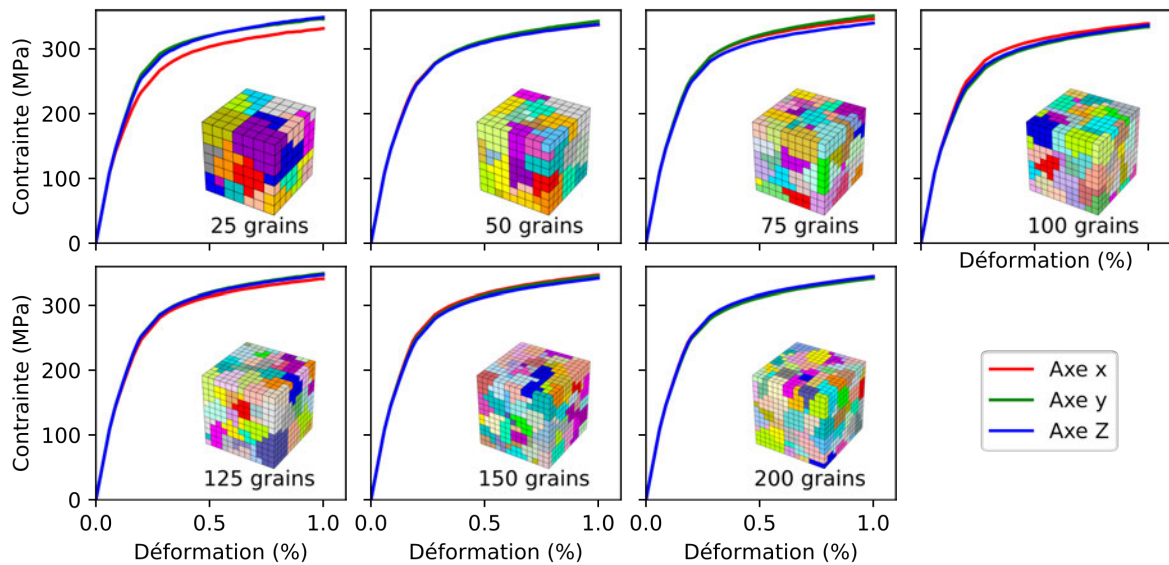 Contrainte (MPa)
300
200
100
0
25 grains
50 grains
75 grains
100 grains
Déformation (%)
Contrainte (MPa)
300
200
100
0
125 grains
150 grains
200 grains
Axe x
Axe y
Axe Z
0.0 0.5 1.0 0.0 0.5 1.0 0.0 0.5 1.0
Déformation (%) Déformation (%) Déformation (%)